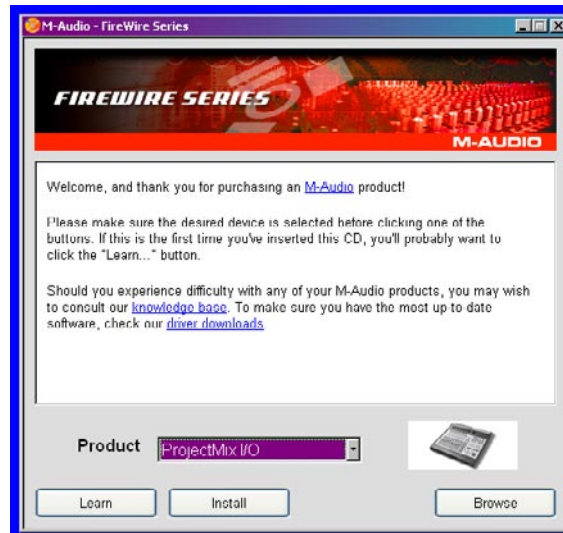 M-Audio - FireWire Series
FIREWIRE SERIES
M-AUDIO
Welcome, and thank you for purchasing an M-Audio product!
Please make sure the desired device is selected before clicking one of the
buttons. If this is the first time you've inserted this CD, you'll probably want to
click the "Learn..." button.
Should you experience difficulty with any of your M-Audio products, you may wish
to consult our knowledge base. To make sure you have the most up to date
software, check our driver downloads
Product
ProjectMix I/O
Learn
Install
Browse